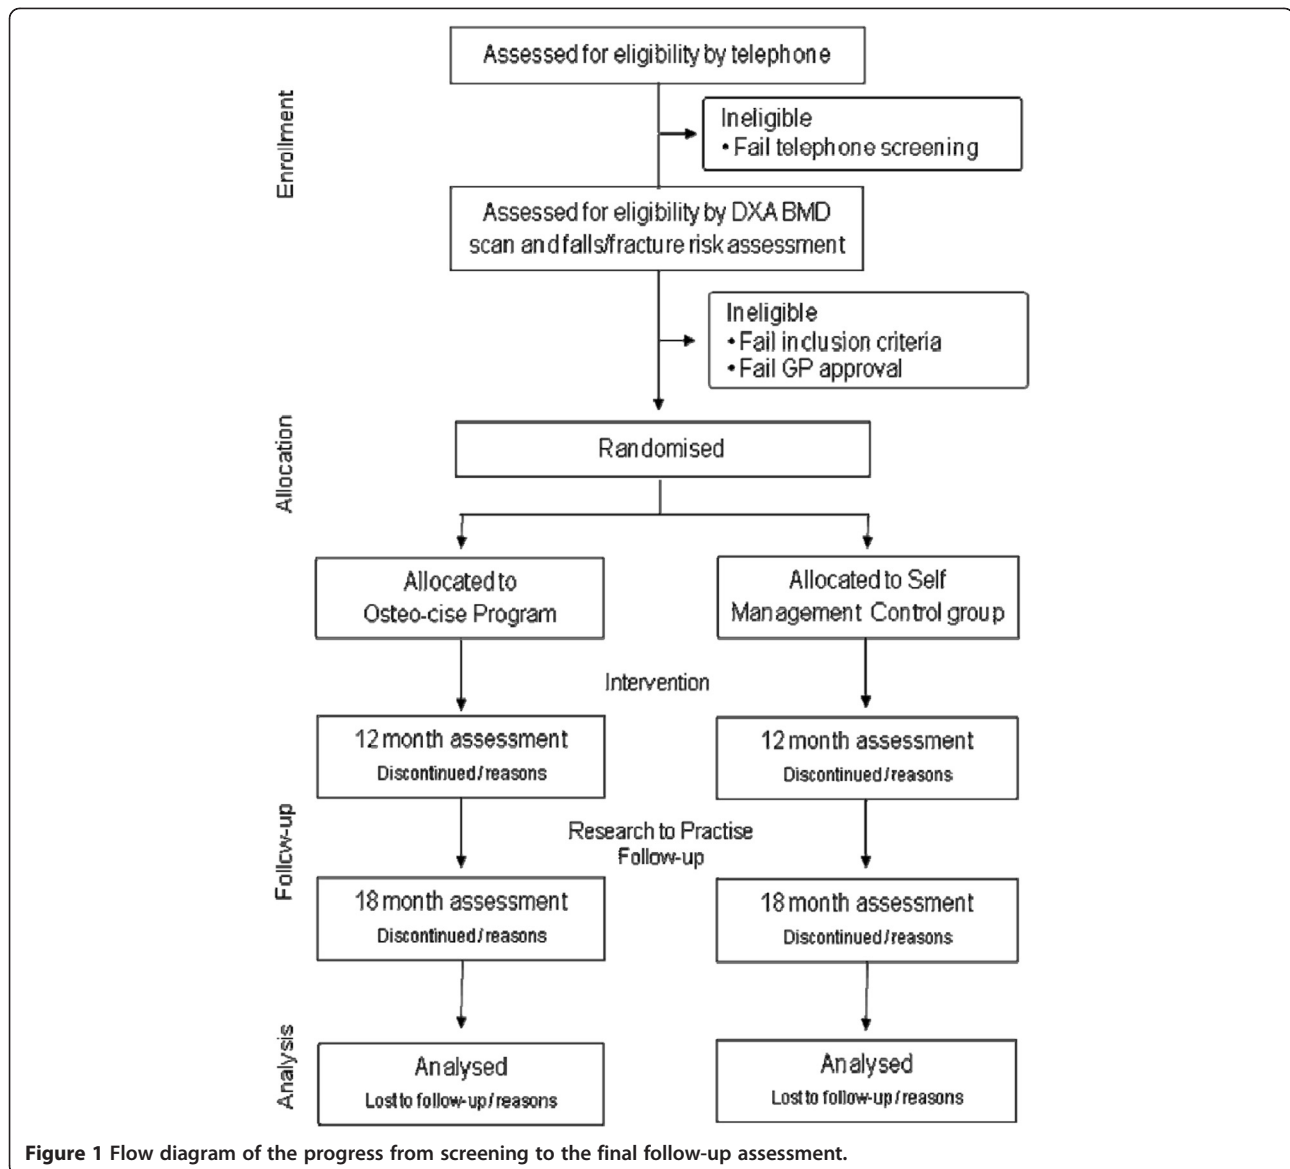 Assessed for eligibility by telephone
Enrollment
Ineligible
• Fail telephone screening
Assessed for eligibility by DXA BMD
scan and falls/fracture risk assessment
Ineligible
• Fail inclusion criteria
• Fail GP approval
Allocation
Randomised
Allocated to
Osteo-cise Program
Allocated to Self
Management Control group
Intervention
12 month assessment
Discontinued/reasons
12 month assessment
Discontinued/reasons
Follow-up
Research to Practise
Follow-up
18 month assessment
Discontinued/reasons
18 month assessment
Discontinued/reasons
Analysis
Analysed
Lost to follow-up/reasons
Analysed
Lost to follow-up/reasons
Figure 1 Flow diagram of the progress from screening to the final follow-up assessment.